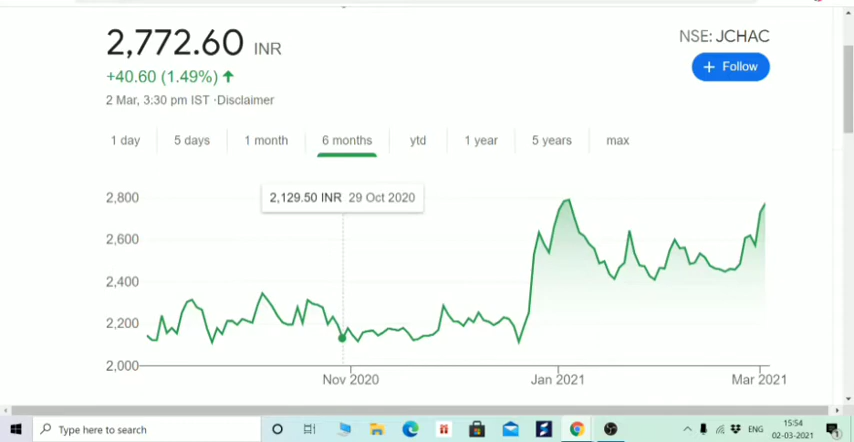 2,772.60 INR
NSE: JCHAC
+40.60 (1.49%) ↑
+ Follow
2 Mar, 3:30 pm IST ·Disclaimer
1 day 5 days 1 month 6 months ytd 1 year 5 years max
2,129.50 INR 29 Oct 2020
2,800
2,600
2,400
2,200
2,000
Nov 2020 Jan 2021 Mar 2021
Type here to search
ENG
15:54
02-03-2021